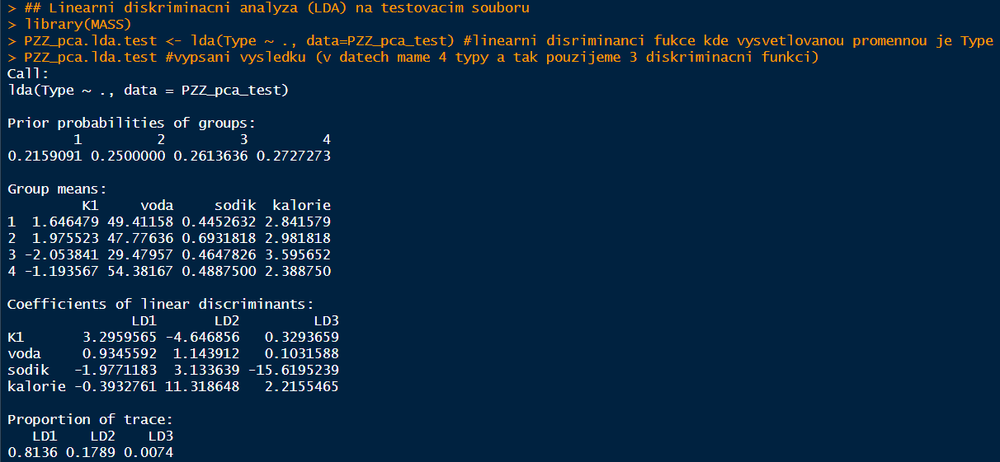 > ## Linearni diskriminacni analyza (LDA) na testovacim souboru
> library(MASS)
> PZZ_pca.lda.test <- lda(Type ~ ., data=PZZ_pca_test) #linearni disriminanci fukce kde vysvetlovanou promennou je Type
> PZZ_pca.lda.test #vypsani vysledku (v datech mame 4 typy a tak pouzijeme 3 diskriminacni funkci)
Call:
lda(Type ~ ., data = PZZ_pca_test)

Prior probabilities of groups:
        1         2         3         4
0.2159091 0.2500000 0.2613636 0.2727273

Group means:
         K1     voda     sodik  kalorie
1  1.646479 49.41158 0.4452632 2.841579
2  1.975523 47.77636 0.6931818 2.981818
3 -2.053841 29.47957 0.4647826 3.595652
4 -1.193567 54.38167 0.4887500 2.388750

Coefficients of linear discriminants:
               LD1       LD2         LD3
K1       3.2959565 -4.646856   0.3293659
voda     0.9345592  1.143912   0.1031588
sodik   -1.9771183  3.133639 -15.6195239
kalorie -0.3932761 11.318648   2.2155465

Proportion of trace:
   LD1    LD2    LD3
0.8136 0.1789 0.0074